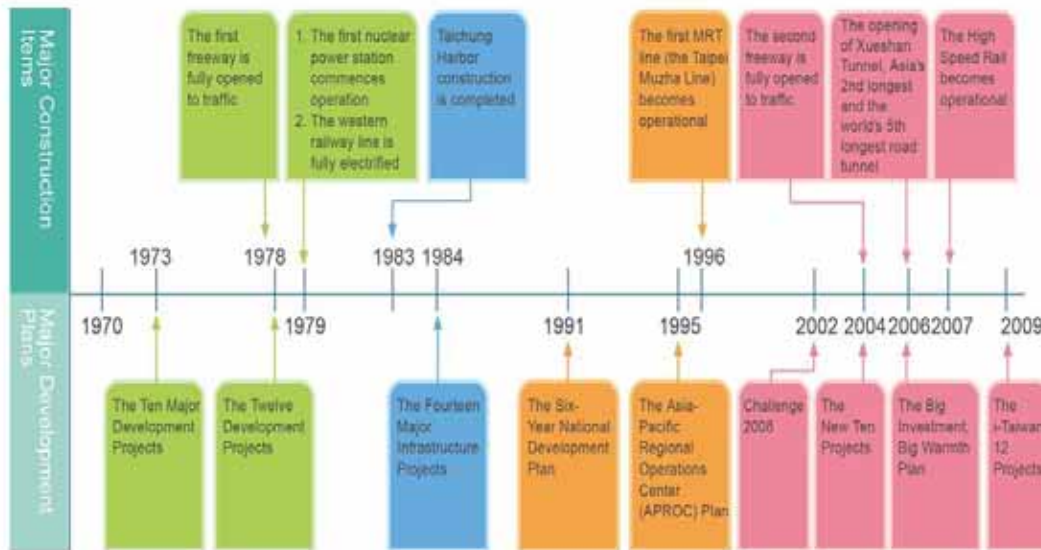 Major Construction
Items
The first
freeway is
fully opened
to traffic
1. The first nuclear
power station
commences
operation
2. The western
railway line is
fully electrified
Taichung
Harbor
construction
is completed
The first MRT
line (the Taipei
Muzha Line)
becomes
operational
The second
freeway is
fully opened
to traffic
The opening
of Xueshan
Tunnel, Asia's
2nd longest
and the
world's 5th
longest road
tunnel
The High
Speed Rail
becomes
operational
1973
1978
1983
1984
1996
1970
1979
1991
1995
2002
2004
2006
2007
2009
Major Development
Plans
The Ten Major
Development
Projects
The Twelve
Development
Projects
The Fourteen
Major
Infrastructure
Projects
The Six-
Year National
Development
Plan
The Asia-
Pacific
Regional
Operations
Center
(APROC) Plan
Challenge
2008
The
New Ten
Projects
The Big
Investment,
Big Warmth
Plan
The
i-Taiwan
12 Projects